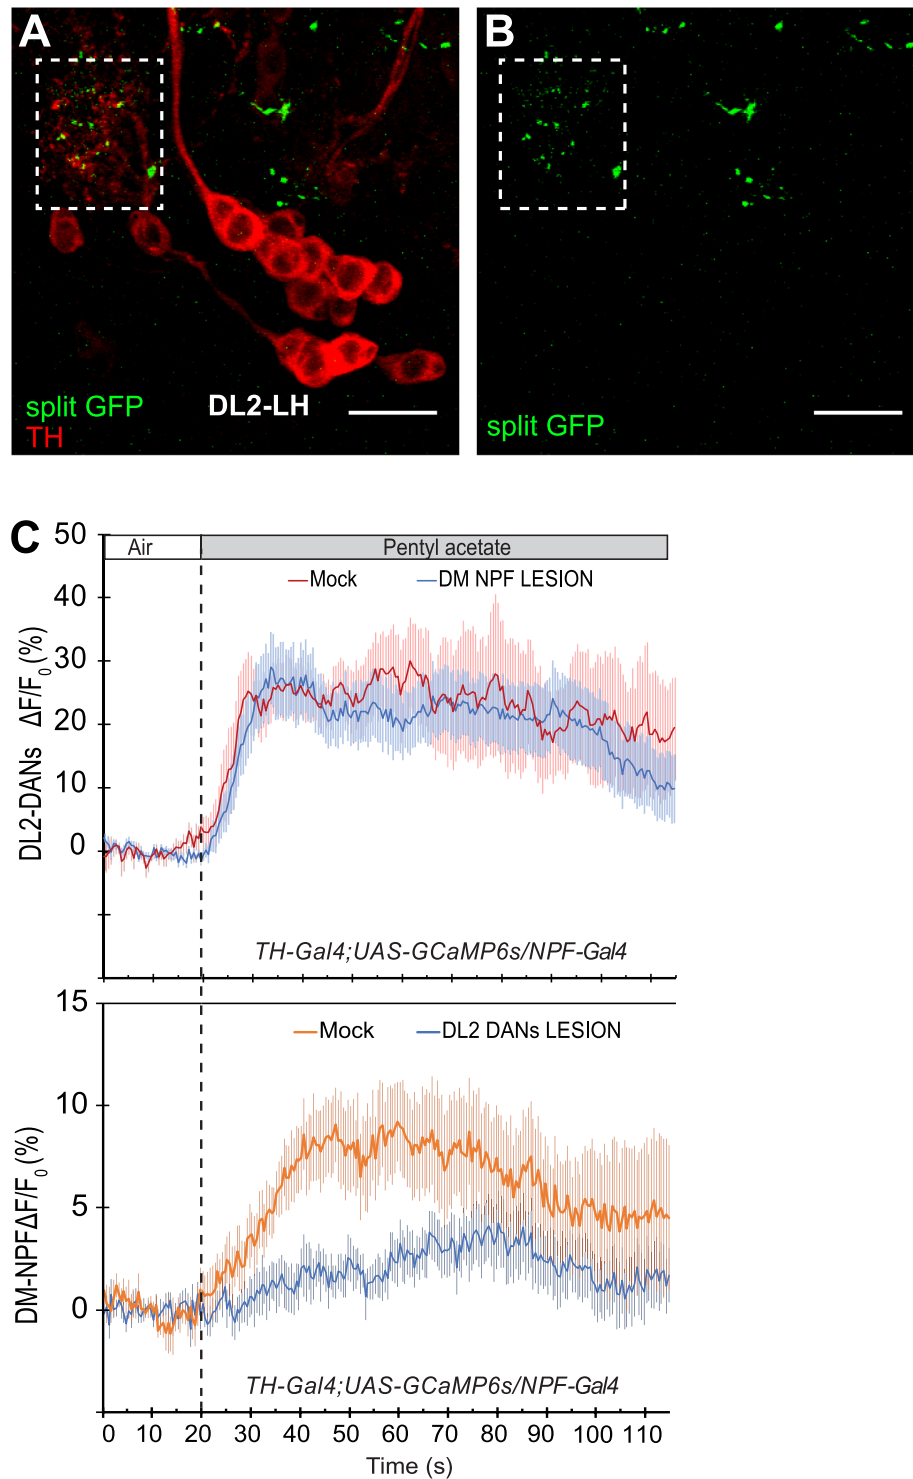 A
B
split GFP
TH
DL2-LH
split GFP
C
Air
Pentyl acetate
Mock
DM NPF LESION
50
40
30
20
10
0
DL2-DANs ΔF/F0 (%)
TH-Gal4;UAS-GCaMP6s/NPF-Gal4
Mock
DL2 DANs LESION
15
10
5
0
DM-NPFΔF/F0 (%)
TH-Gal4;UAS-GCaMP6s/NPF-Gal4
0 10 20 30 40 50 60 70 80 90 100 110
Time (s)